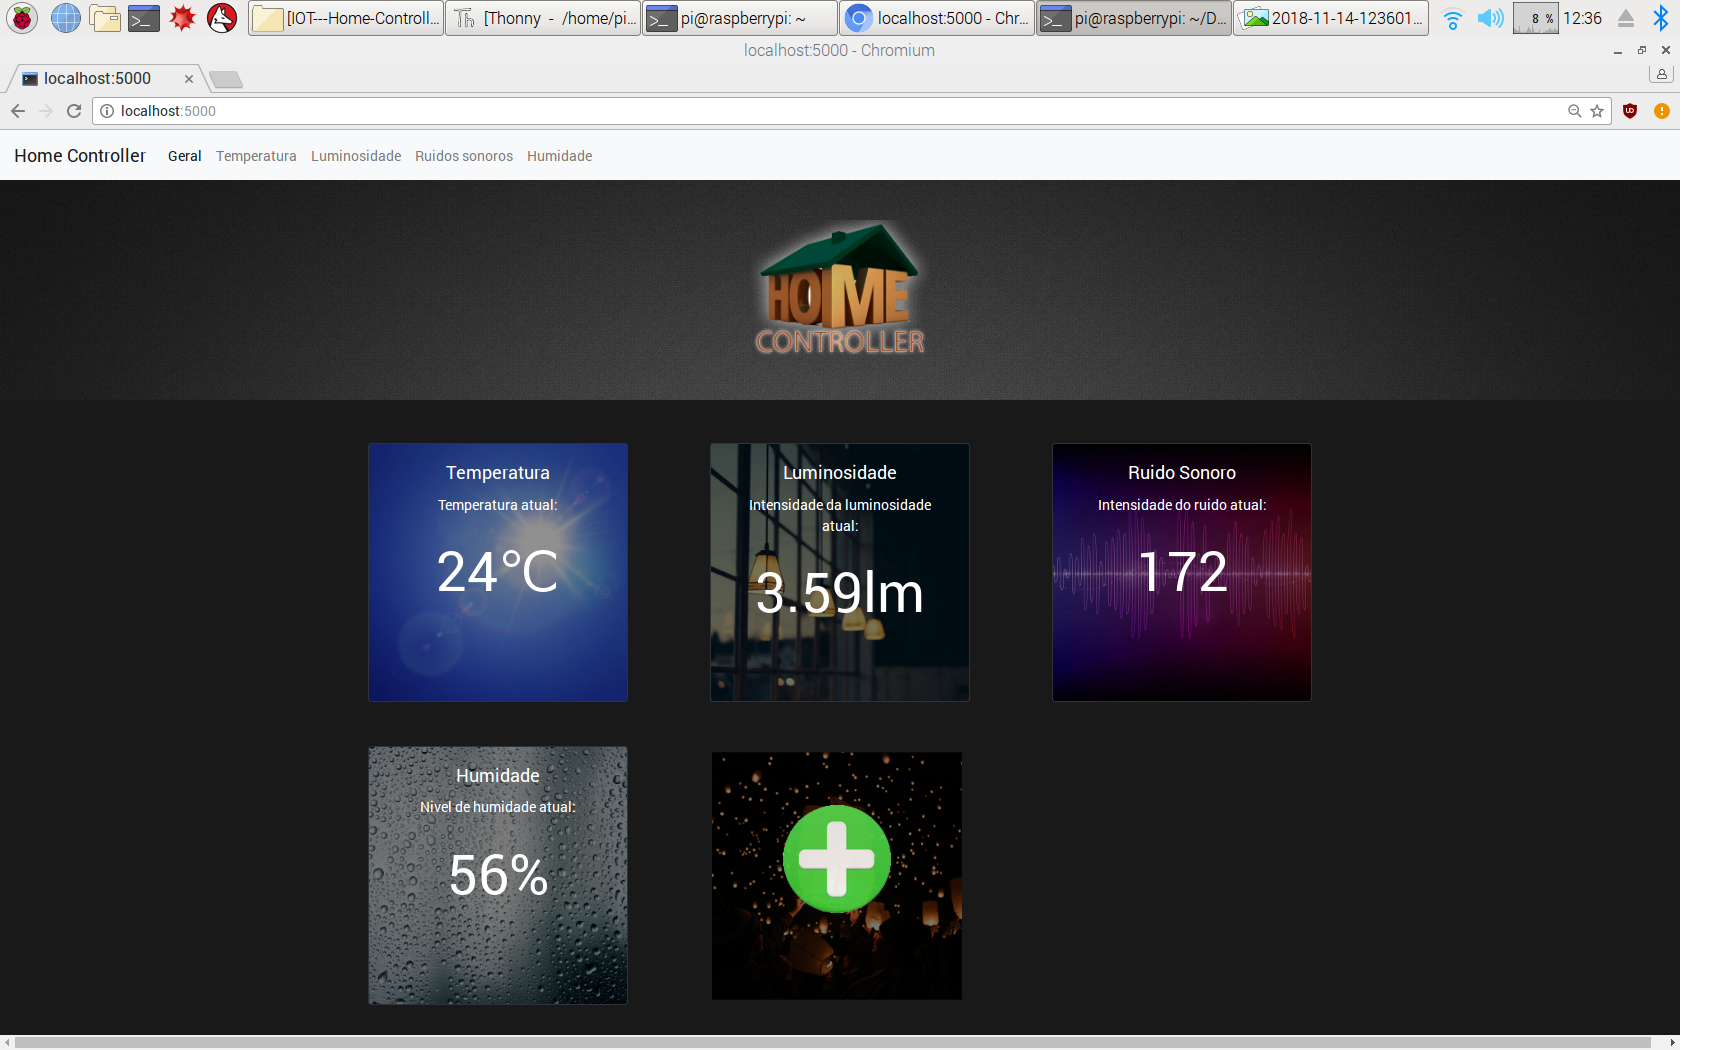 [IOT---Home-Controll... [Thonny - /home/pi... pi@raspberrypi: ~ localhost:5000 - Chr... pi@raspberrypi: ~/D... 2018-11-14-123601... 8 % 12:36
localhost:5000 - Chromium
localhost:5000
localhost:5000
Home Controller Geral Temperatura Luminosidade Ruidos sonoros Humidade
HOME
CONTROLLER
Temperatura
Temperatura atual:
24°C
Luminosidade
Intensidade da luminosidade
atual:
3.59lm
Ruido Sonoro
Intensidade do ruido atual:
172
Humidade
Nivel de humidade atual:
56%